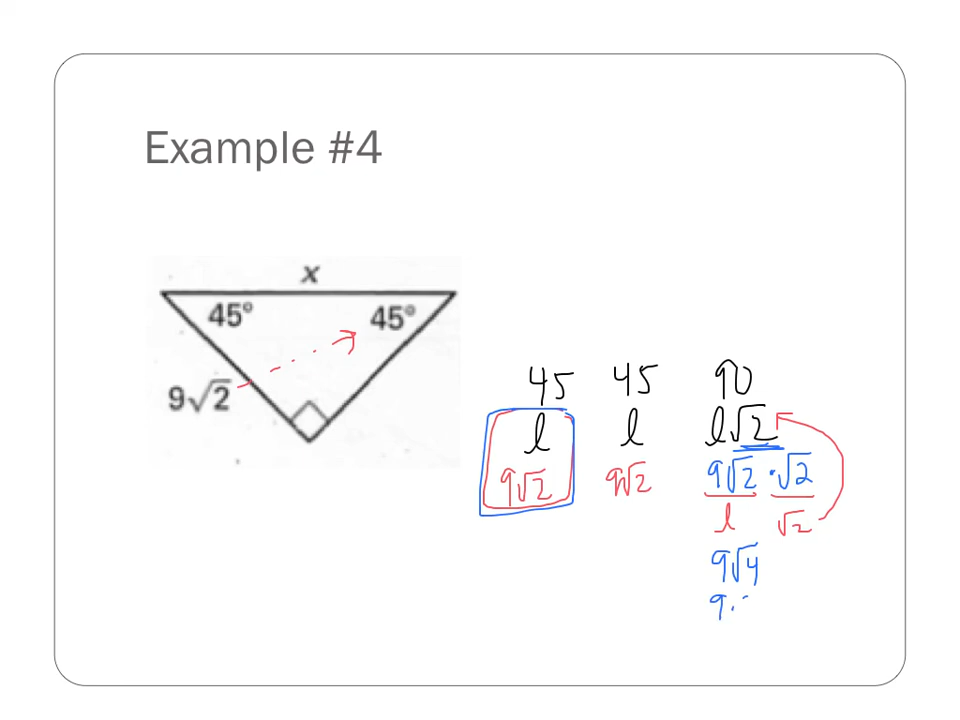 Example #4
x
45° 45°
9√2
45 45 90
l l l√2
9√2 9√2 9√2 · √2
l √2
9√4
9 ·